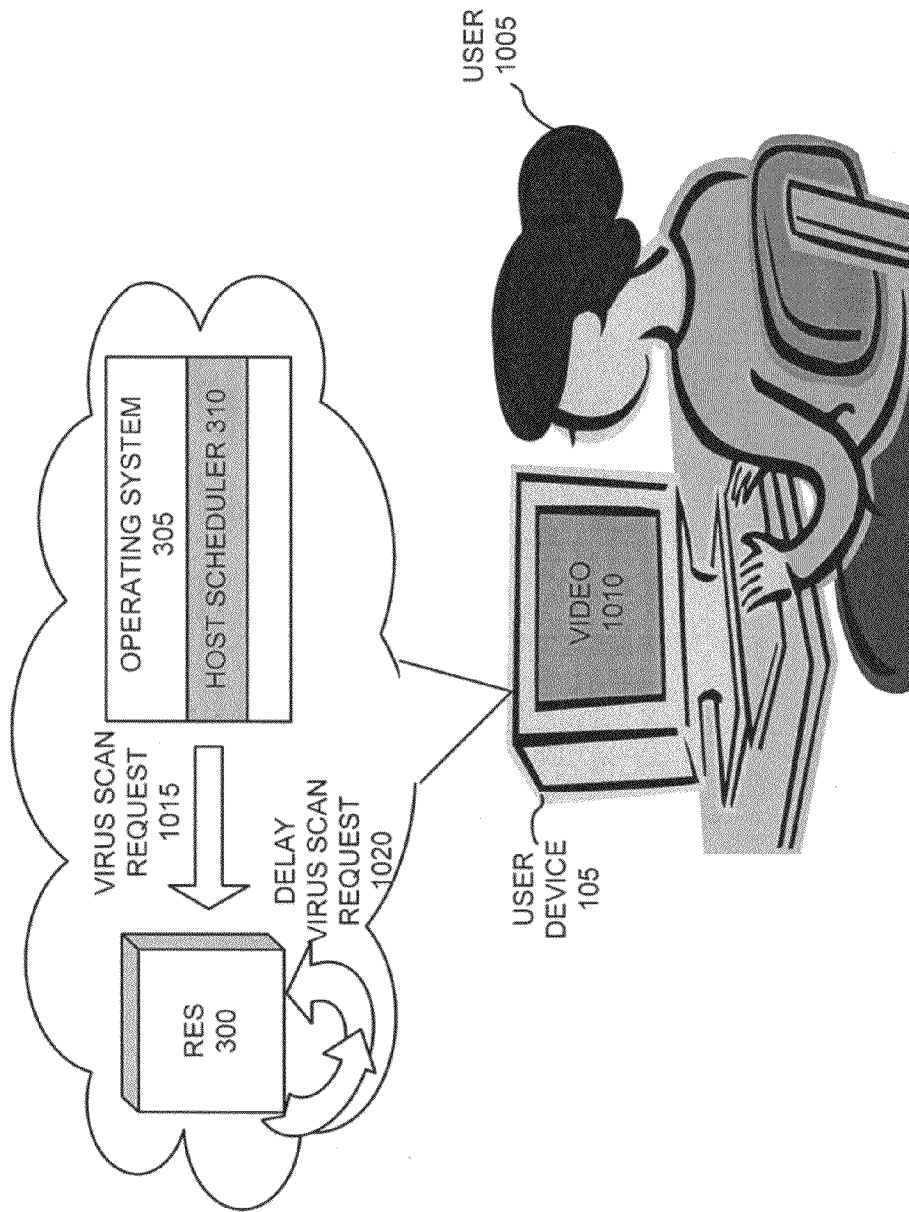 VIRUS SCAN
REQUEST
1015
OPERATING SYSTEM
305
HOST SCHEDULER 310
RES
300
DELAY
VIRUS SCAN
REQUEST
1020
USER
DEVICE
105
VIDEO
1010
USER
1005